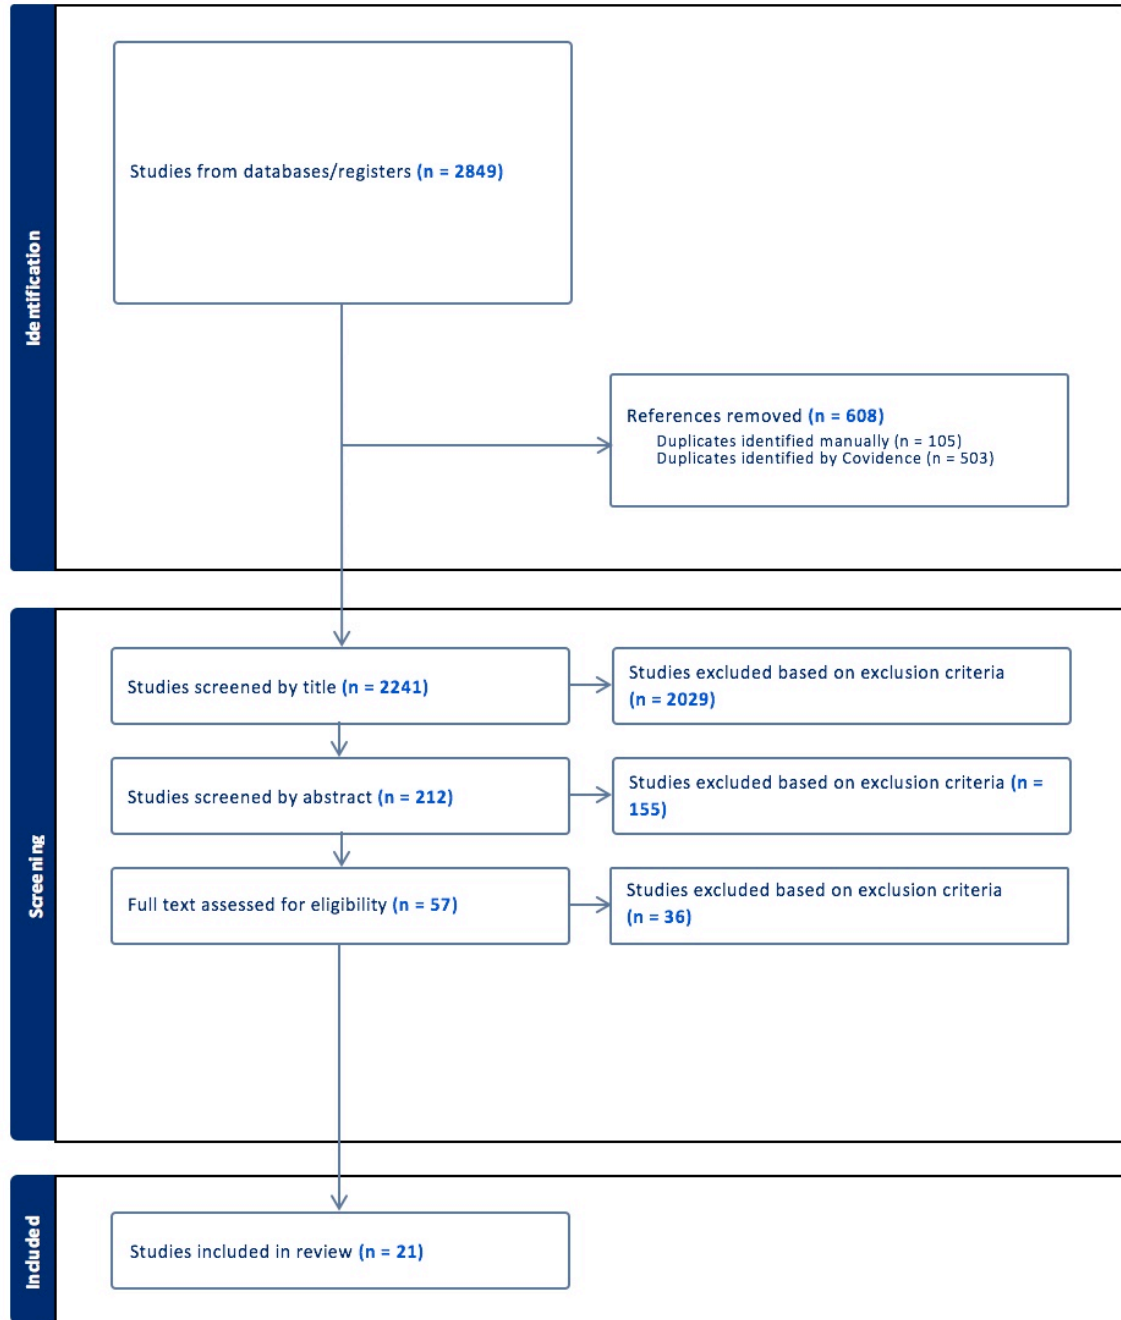 Identification
Studies from databases/registers (n = 2849)
References removed (n = 608)
Duplicates identified manually (n = 105)
Duplicates identified by Covidence (n = 503)
Screening
Studies screened by title (n = 2241)
Studies excluded based on exclusion criteria
(n = 2029)
Studies screened by abstract (n = 212)
Studies excluded based on exclusion criteria (n =
155)
Full text assessed for eligibility (n = 57)
Studies excluded based on exclusion criteria
(n = 36)
Included
Studies included in review (n = 21)